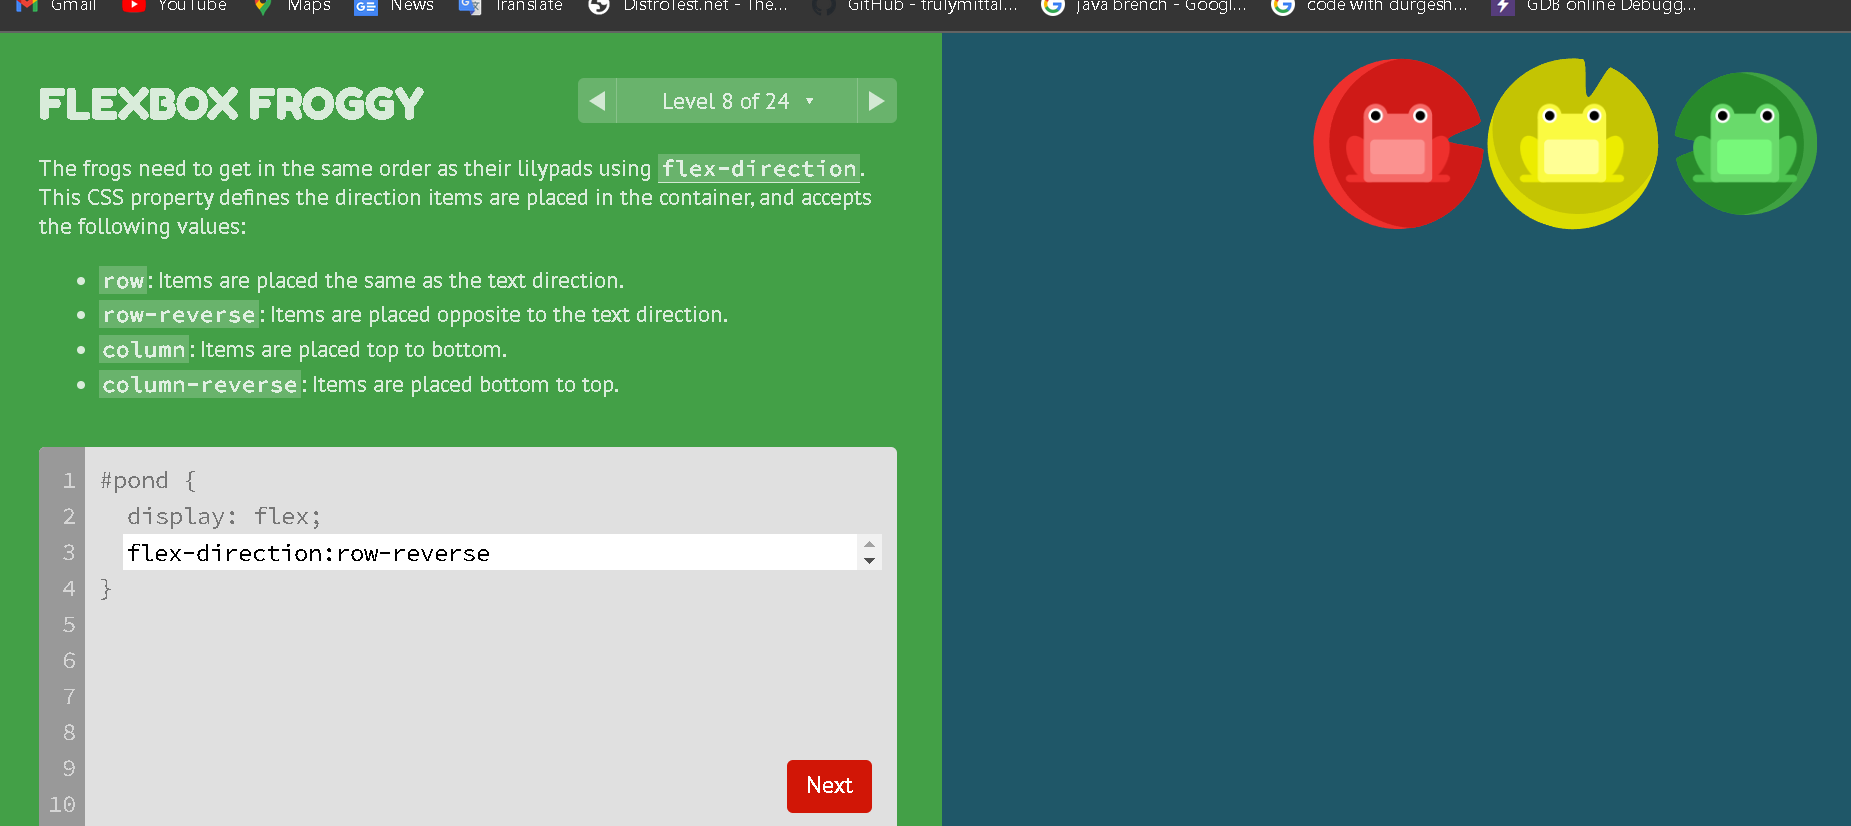 Gmail YouTube Maps News Translate DistroTest.net - The... GitHub - trulymittal... java brench - Googl... code with durgesh... GDB online Debugg...
FLEXBOX FROGGY
Level 8 of 24
The frogs need to get in the same order as their lilypads using flex-direction.
This CSS property defines the direction items are placed in the container, and accepts
the following values:
• row: Items are placed the same as the text direction.
• row-reverse: Items are placed opposite to the text direction.
• column: Items are placed top to bottom.
• column-reverse: Items are placed bottom to top.
1 #pond {
2 display: flex;
3 flex-direction:row-reverse
4 }
5
6
7
8
9
10
Next